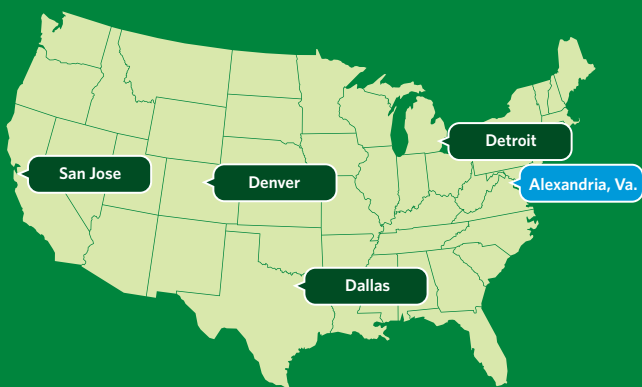 Detroit
San Jose
Denver
Alexandria, Va.
Dallas